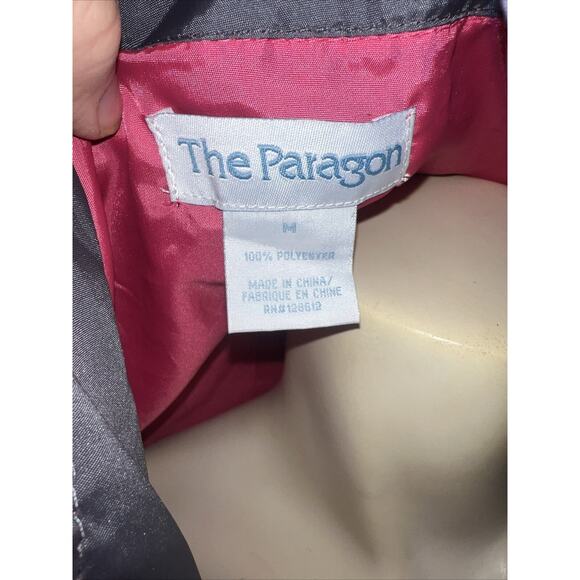 The Paragon
M
100% POLYESTER
MADE IN CHINA/
FABRIQUE EN CHINE
RN#128612